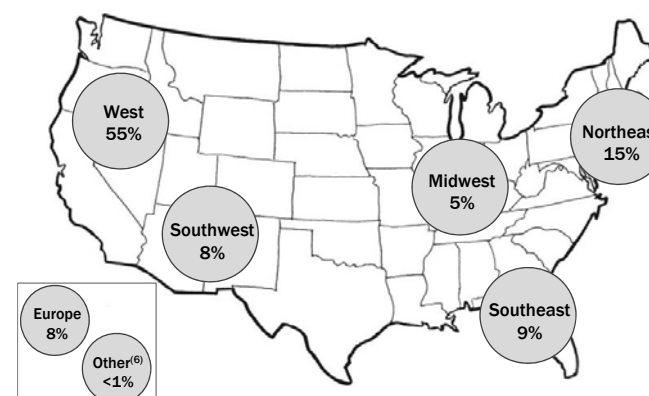 West
55%
Northeas
15%
Midwest
5%
Southwest
8%
Southeast
9%
Europe
8%
Other(6)
<1%